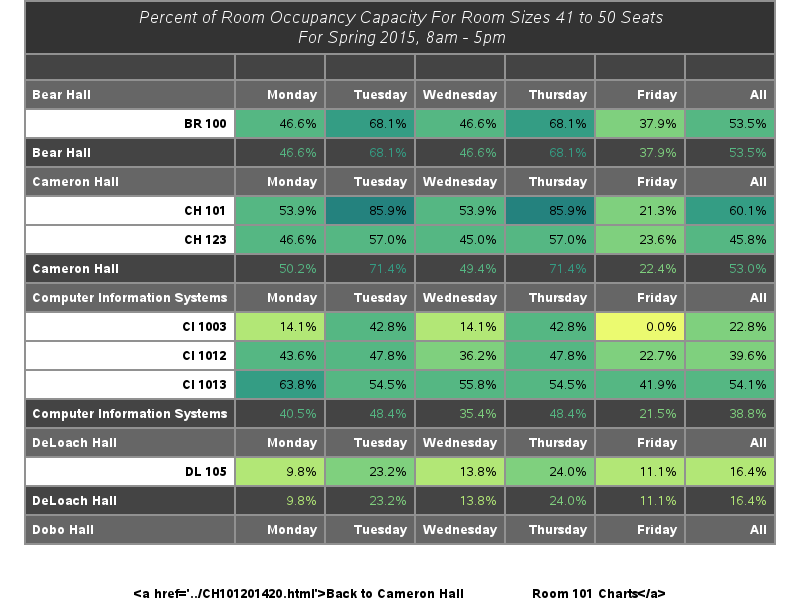 Percent of Room Occupancy Capacity For Room Sizes 41 to 50 Seats
For Spring 2015, 8am - 5pm
Bear Hall Monday Tuesday Wednesday Thursday Friday All
BR 100 46.6% 68.1% 46.6% 68.1% 37.9% 53.5%
Bear Hall 46.6% 68.1% 46.6% 68.1% 37.9% 53.5%
Cameron Hall Monday Tuesday Wednesday Thursday Friday All
CH 101 53.9% 85.9% 53.9% 85.9% 21.3% 60.1%
CH 123 46.6% 57.0% 45.0% 57.0% 23.6% 45.8%
Cameron Hall 50.2% 71.4% 49.4% 71.4% 22.4% 53.0%
Computer Information Systems Monday Tuesday Wednesday Thursday Friday All
CI 1003 14.1% 42.8% 14.1% 42.8% 0.0% 22.8%
CI 1012 43.6% 47.8% 36.2% 47.8% 22.7% 39.6%
CI 1013 63.8% 54.5% 55.8% 54.5% 41.9% 54.1%
Computer Information Systems 40.5% 48.4% 35.4% 48.4% 21.5% 38.8%
DeLoach Hall Monday Tuesday Wednesday Thursday Friday All
DL 105 9.8% 23.2% 13.8% 24.0% 11.1% 16.4%
DeLoach Hall 9.8% 23.2% 13.8% 24.0% 11.1% 16.4%
Dobo Hall Monday Tuesday Wednesday Thursday Friday All
<a href='../CH101201420.html'>Back to Cameron Hall Room 101 Charts</a>